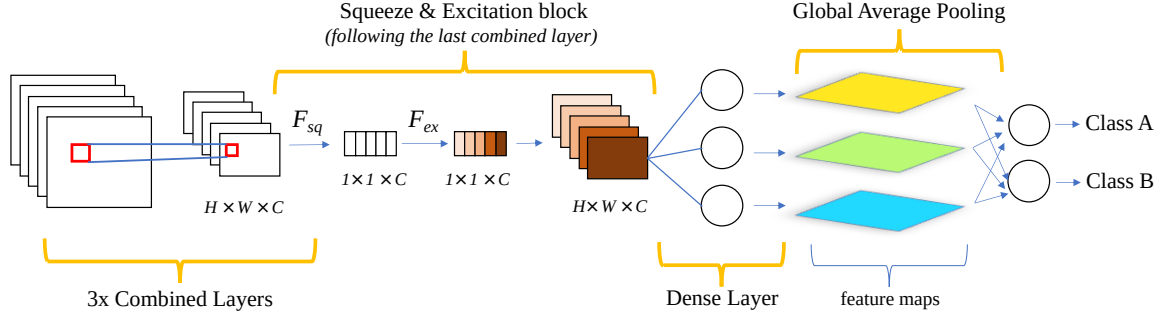 Squeeze & Excitation block
(following the last combined layer)
Global Average Pooling
F_sq
F_ex
Class A
Class B
1×1×C
1×1×C
H×W×C
H×W×C
3x Combined Layers
Dense Layer
feature maps